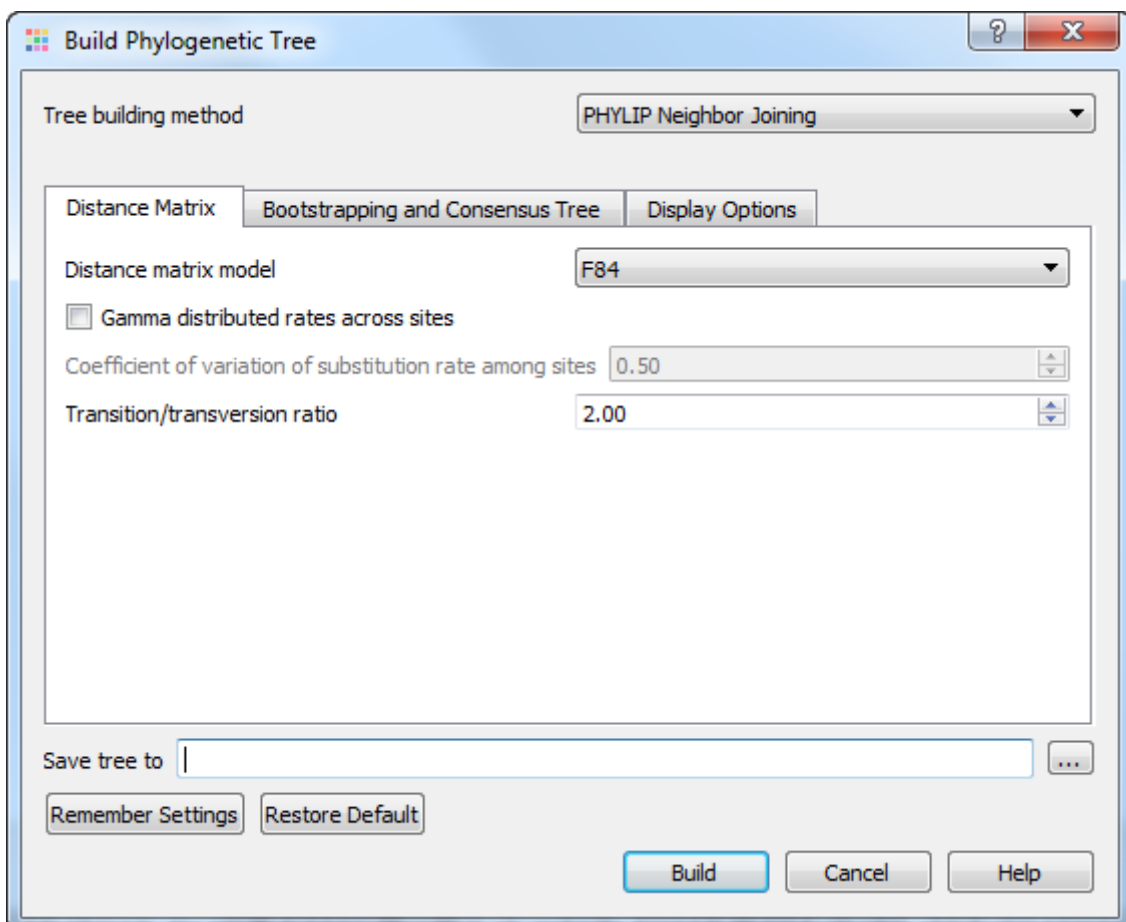 Build Phylogenetic Tree
?
Tree building method PHYLIP Neighbor Joining
Distance Matrix Bootstrapping and Consensus Tree Display Options
Distance matrix model F84
Gamma distributed rates across sites
Coefficient of variation of substitution rate among sites 0.50
Transition/transversion ratio 2.00
Save tree to ...
Remember Settings Restore Default
Build Cancel Help